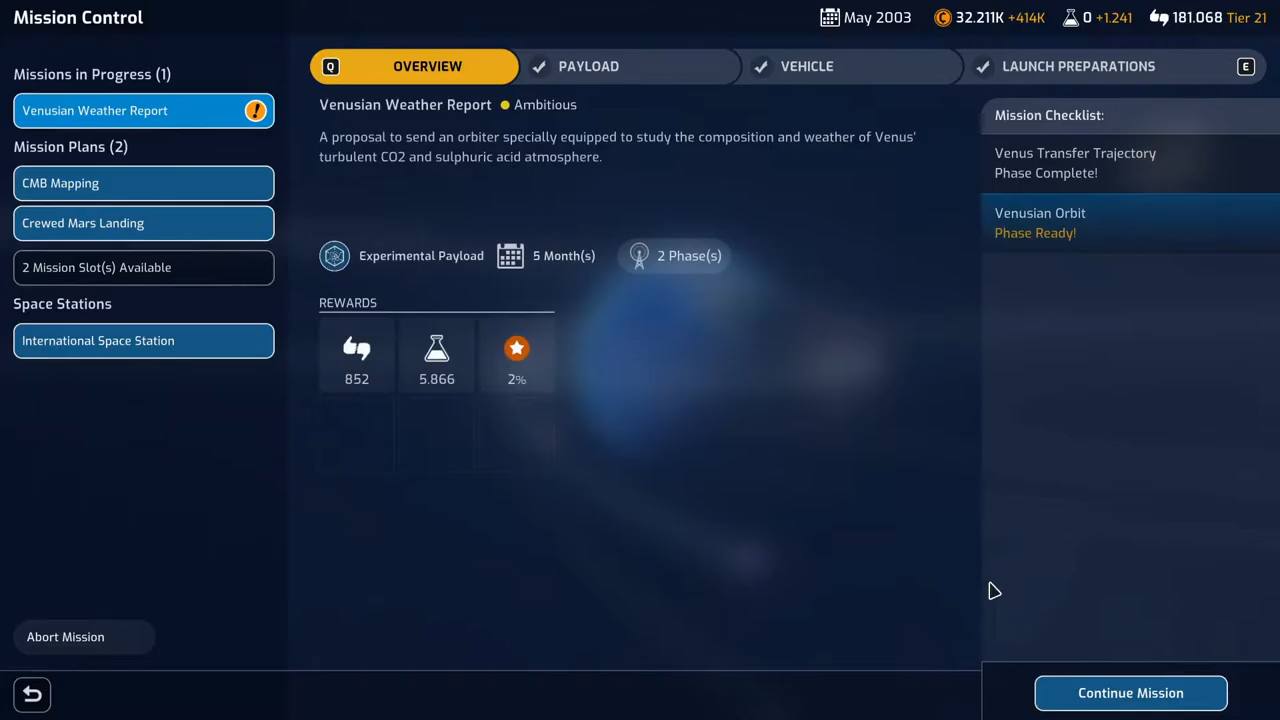 Mission Control
May 2003
32.211K +414K
0 +1.241
181.068 Tier 21
Missions in Progress (1)
Venusian Weather Report
!
Mission Plans (2)
CMB Mapping
Crewed Mars Landing
2 Mission Slot(s) Available
Space Stations
International Space Station
Abort Mission
Q OVERVIEW
PAYLOAD
VEHICLE
LAUNCH PREPARATIONS E
Venusian Weather Report Ambitious
A proposal to send an orbiter specially equipped to study the composition and weather of Venus'
turbulent CO2 and sulphuric acid atmosphere.
Experimental Payload 5 Month(s) 2 Phase(s)
REWARDS
852 5.866 2%
Mission Checklist:
Venus Transfer Trajectory
Phase Complete!
Venusian Orbit
Phase Ready!
Continue Mission